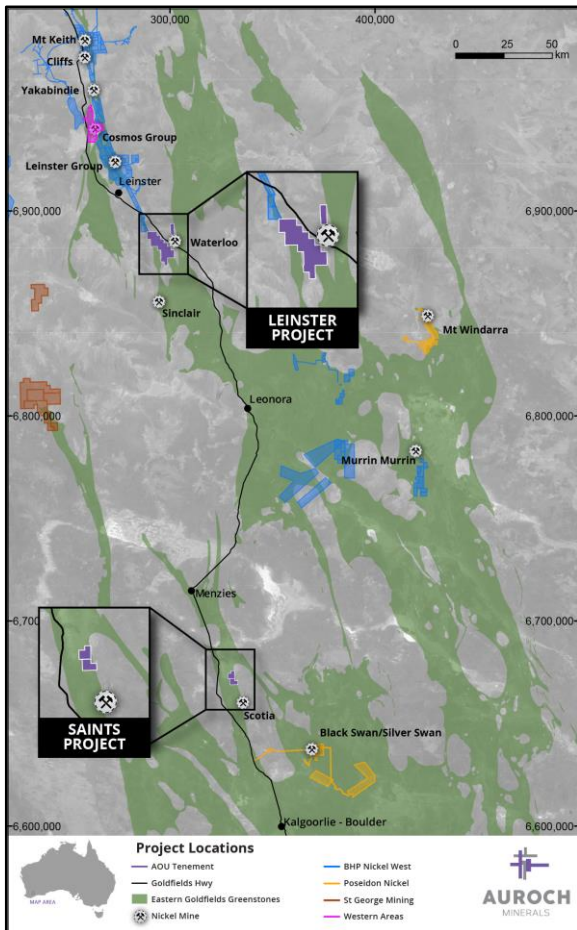 300,000
400,000
0 25 50
km
Mt Keith
Cliffs
Yakabindie
Cosmos Group
Leinster Group
Leinster
6,900,000
6,900,000
Waterloo
LEINSTER
PROJECT
Sinclair
Mt Windarra
Leonora
6,800,000
6,800,000
Murrin Murrin
Menzies
6,700
6,700,000
SAINTS
PROJECT
Scotia
Black Swan/Silver Swan
Kalgoorlie - Boulder
6,600,000
6,600,000
MAP AREA
Project Locations
AOU Tenement
Goldfields Hwy
Eastern Goldfields Greenstones
Nickel Mine
BHP Nickel West
Poseidon Nickel
St George Mining
Western Areas
AUROCH
MINERALS